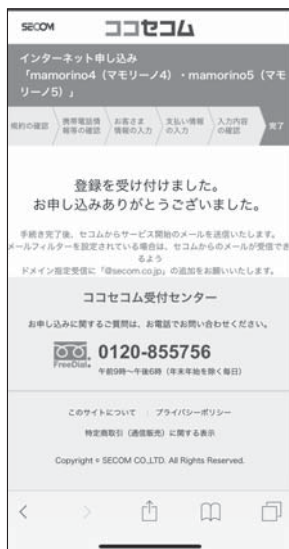 SECOM ココセコム
インターネット申し込み
「mamorino4（マモリーノ4）・mamorino5（マモ
リーノ5）」
規約の確認 携帯電話情報等の確認 お客さま情報の入力 支払い情報の入力 入力内容の確認 完了
登録を受け付けました。
お申し込みありがとうございました。
手続き完了後、セコムからサービス開始のメールを送信いたします。
メールフィルターを設定されている場合は、セコムからのメールが受信でき
るよう
ドメイン指定受信に「@secom.co.jp」の追加をお願いいたします。
ココセコム受付センター
お申し込みに関するご質問は、お電話でお問い合わせください。
FreeDial. 0120-855756
午前9時〜午後6時（年末年始を除く毎日）
このサイトについて プライバシーポリシー
特定商取引（通信販売）に関する表示
Copyright © SECOM CO.,LTD. All Rights Reserved.